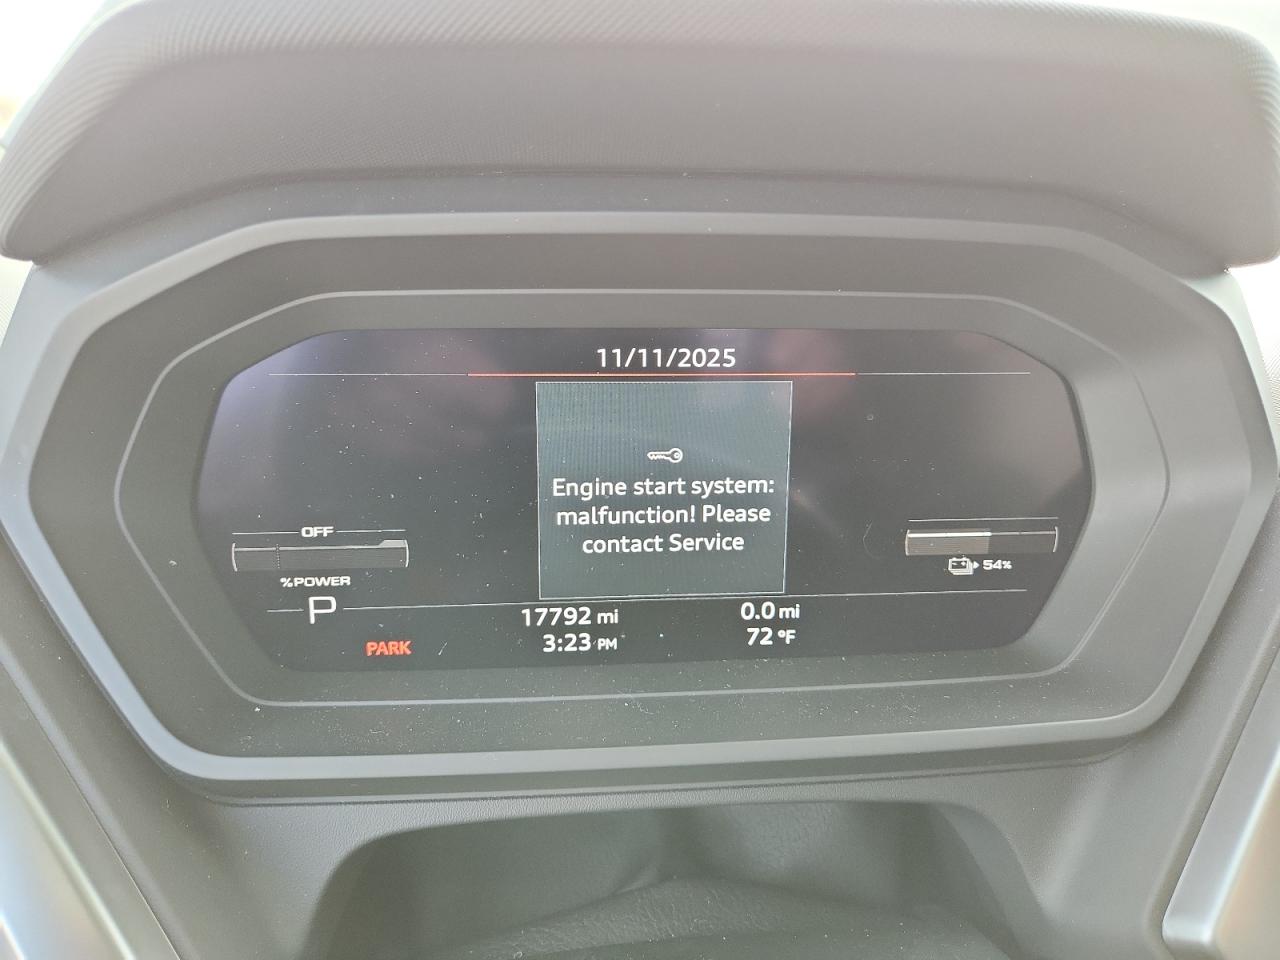 11/11/2025
Engine start system:
malfunction! Please
contact Service
OFF
%POWER
54%
P
17792 mi
0.0 mi
PARK
3:23 PM
72 °F